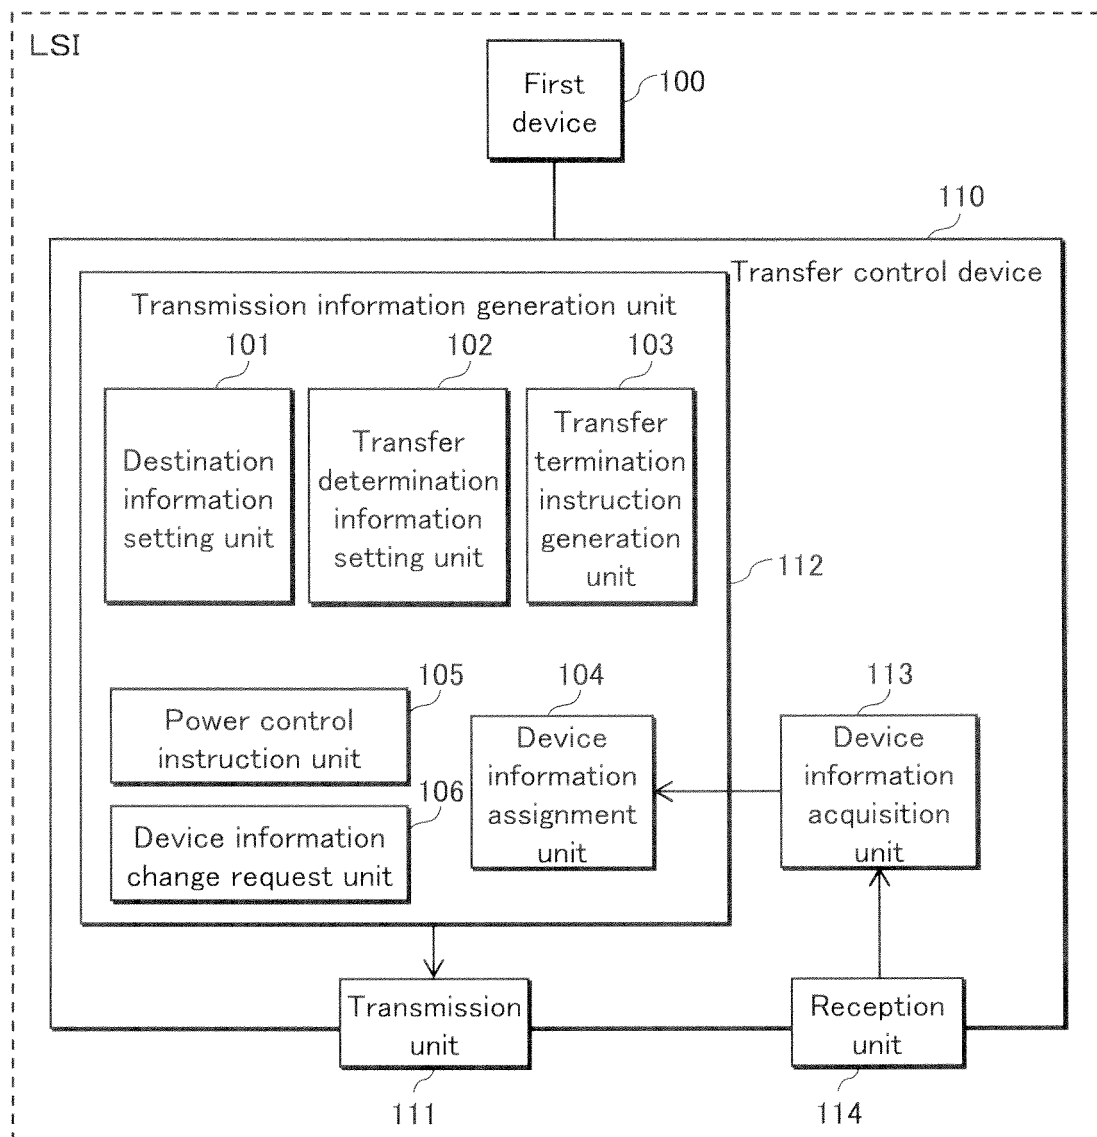 LSI
First
device
100
110
Transfer control device
Transmission information generation unit
101
102
103
Destination
information
setting unit
Transfer
determination
information
setting unit
Transfer
termination
instruction
generation
unit
112
105
Power control
instruction unit
104
Device
information
assignment
unit
113
Device
information
acquisition
unit
106
Device information
change request unit
Transmission
unit
111
Reception
unit
114